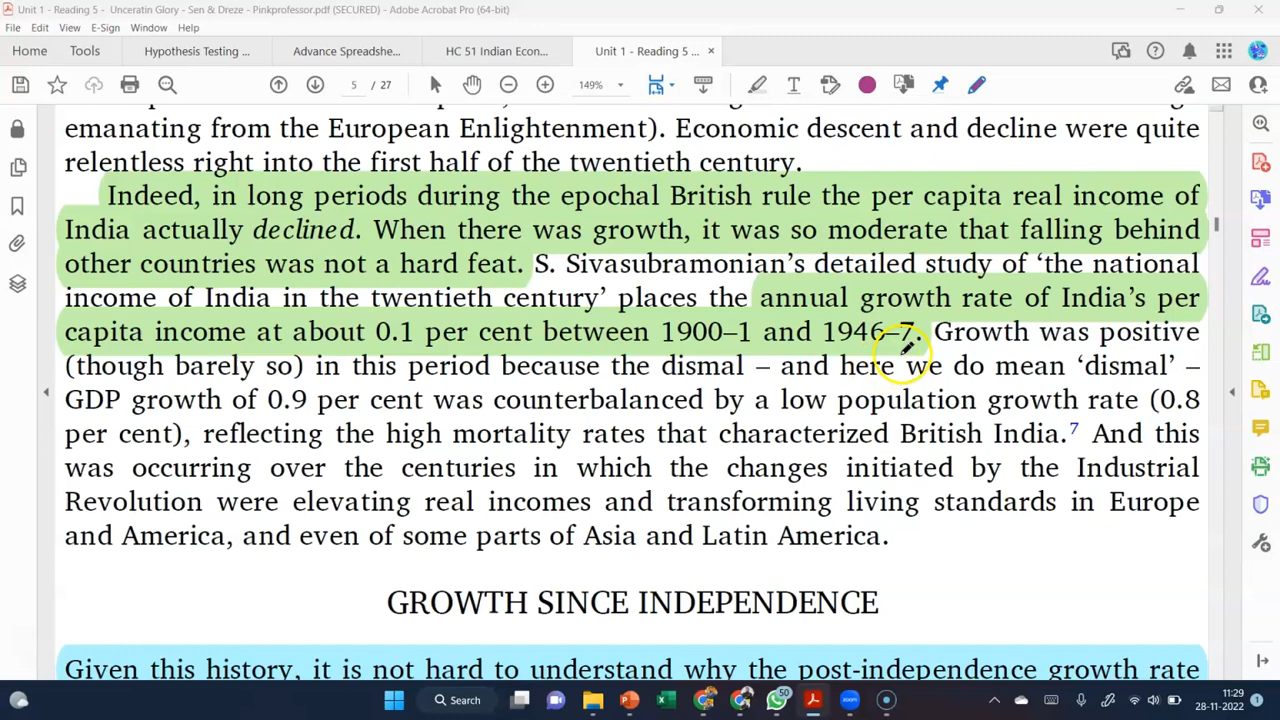 Unit 1 - Reading 5 -  Unceratin Glory - Sen & Dreze - Pinkprofessor.pdf (SECURED) - Adobe Acrobat Pro (64-bit)
File Edit View E-Sign Window Help
Home Tools Hypothesis Testing ... Advance Spreadshe... HC 51 Indian Econ... Unit 1 - Reading 5 ... ×
5 / 27 149%
emanating from the European Enlightenment). Economic descent and decline were quite
relentless right into the first half of the twentieth century.
Indeed, in long periods during the epochal British rule the per capita real income of
India actually declined. When there was growth, it was so moderate that falling behind
other countries was not a hard feat. S. Sivasubramonian’s detailed study of ‘the national
income of India in the twentieth century’ places the annual growth rate of India’s per
capita income at about 0.1 per cent between 1900–1 and 1946–7. Growth was positive
(though barely so) in this period because the dismal – and here we do mean ‘dismal’ –
GDP growth of 0.9 per cent was counterbalanced by a low population growth rate (0.8
per cent), reflecting the high mortality rates that characterized British India.7 And this
was occurring over the centuries in which the changes initiated by the Industrial
Revolution were elevating real incomes and transforming living standards in Europe
and America, and even of some parts of Asia and Latin America.
GROWTH SINCE INDEPENDENCE
Given this history, it is not hard to understand why the post-independence growth rate
Search 50 11:29
28-11-2022